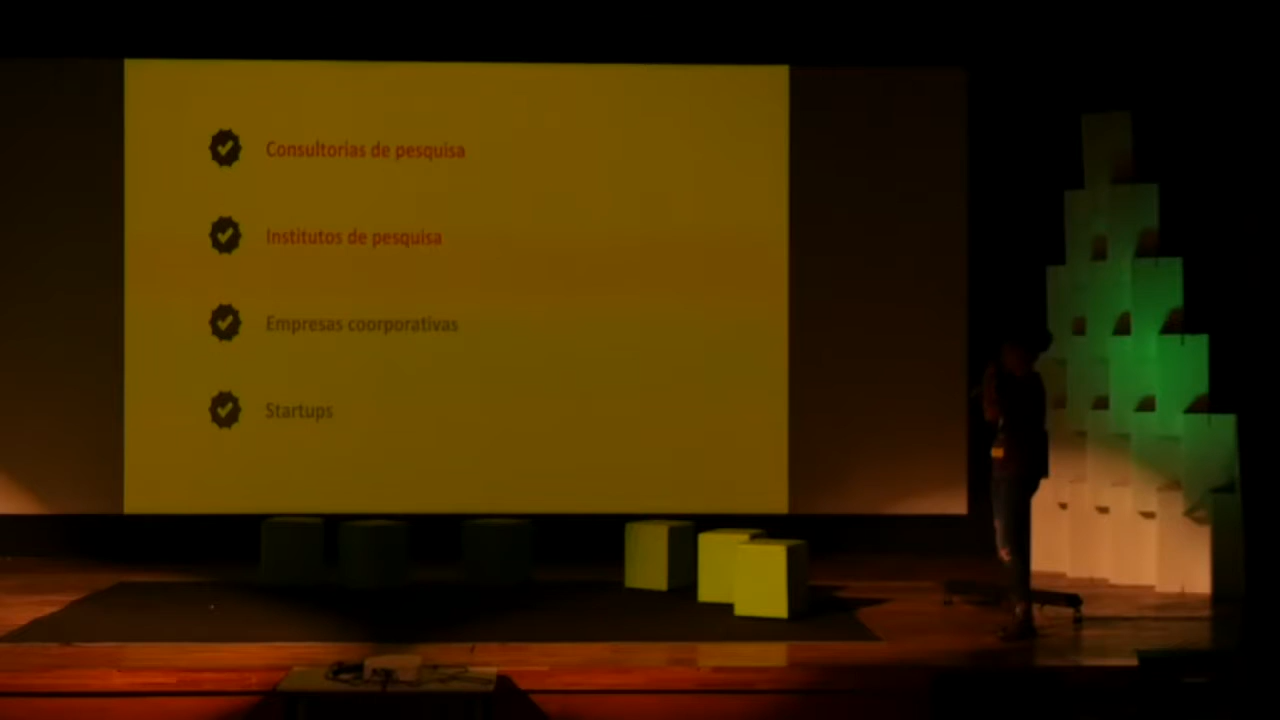 Consultorias de pesquisa
Institutos de pesquisa
Empresas coorporativas
Startups